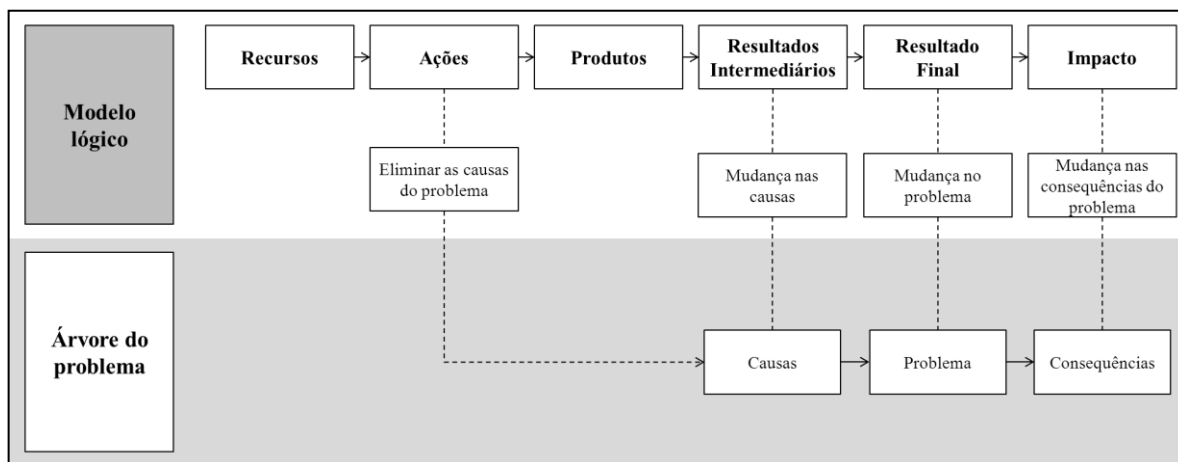 Modelo
lógico
Recursos
Ações
Produtos
Resultados
Intermediários
Resultado
Final
Impacto
Eliminar as causas
do problema
Mudança nas
causas
Mudança no
problema
Mudança nas
consequências do
problema
Árvore do
problema
Causas
Problema
Consequências